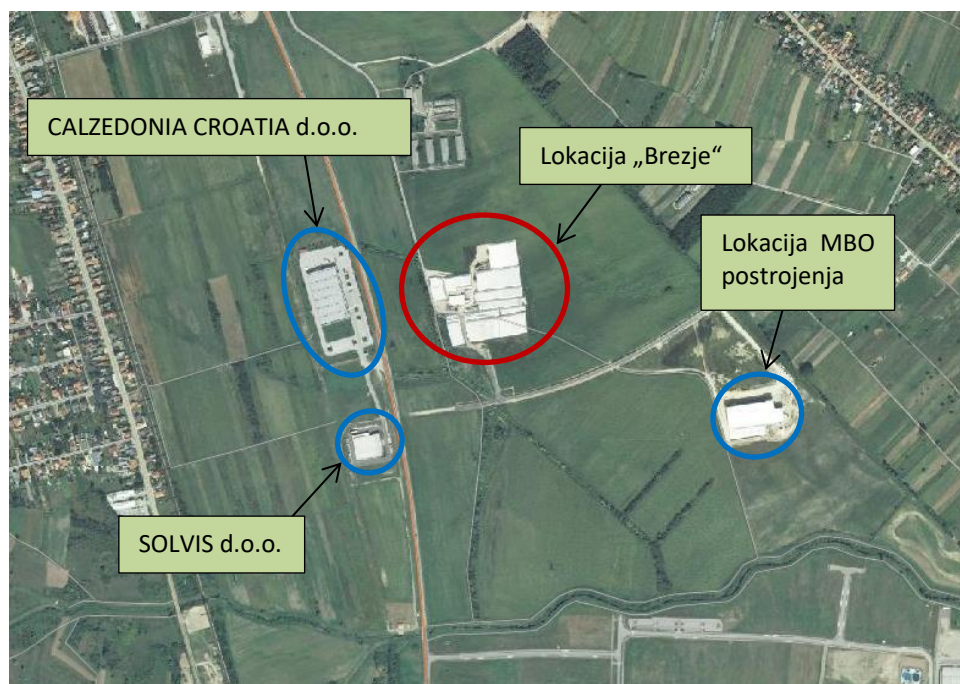 CALZEDONIA CROATIA d.o.o.
Lokacija „Brezje“
Lokacija MBO
postrojenja
SOLVIS d.o.o.